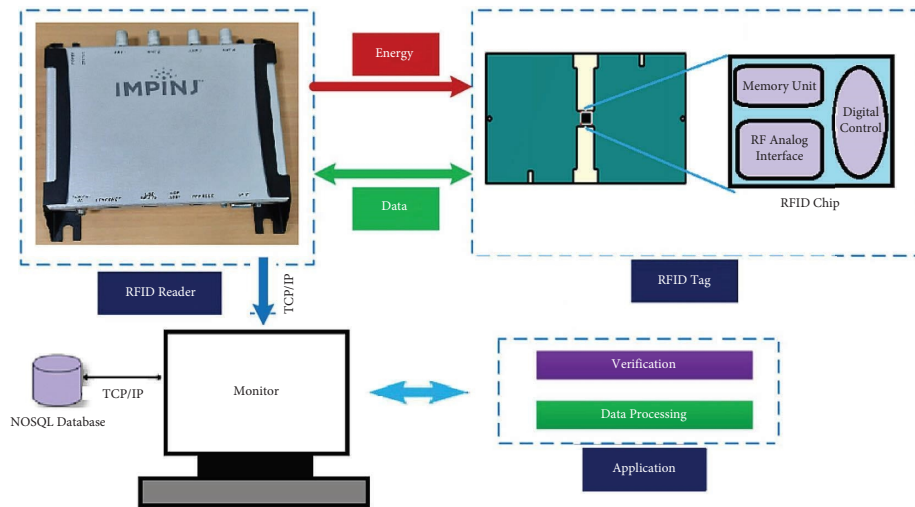 IMPINJ
Energy
Data
Memory Unit
RF Analog
Interface
Digital
Control
RFID Chip
RFID Reader
TCP/IP
RFID Tag
NOSQL Database
TCP/IP
Monitor
Verification
Data Processing
Application